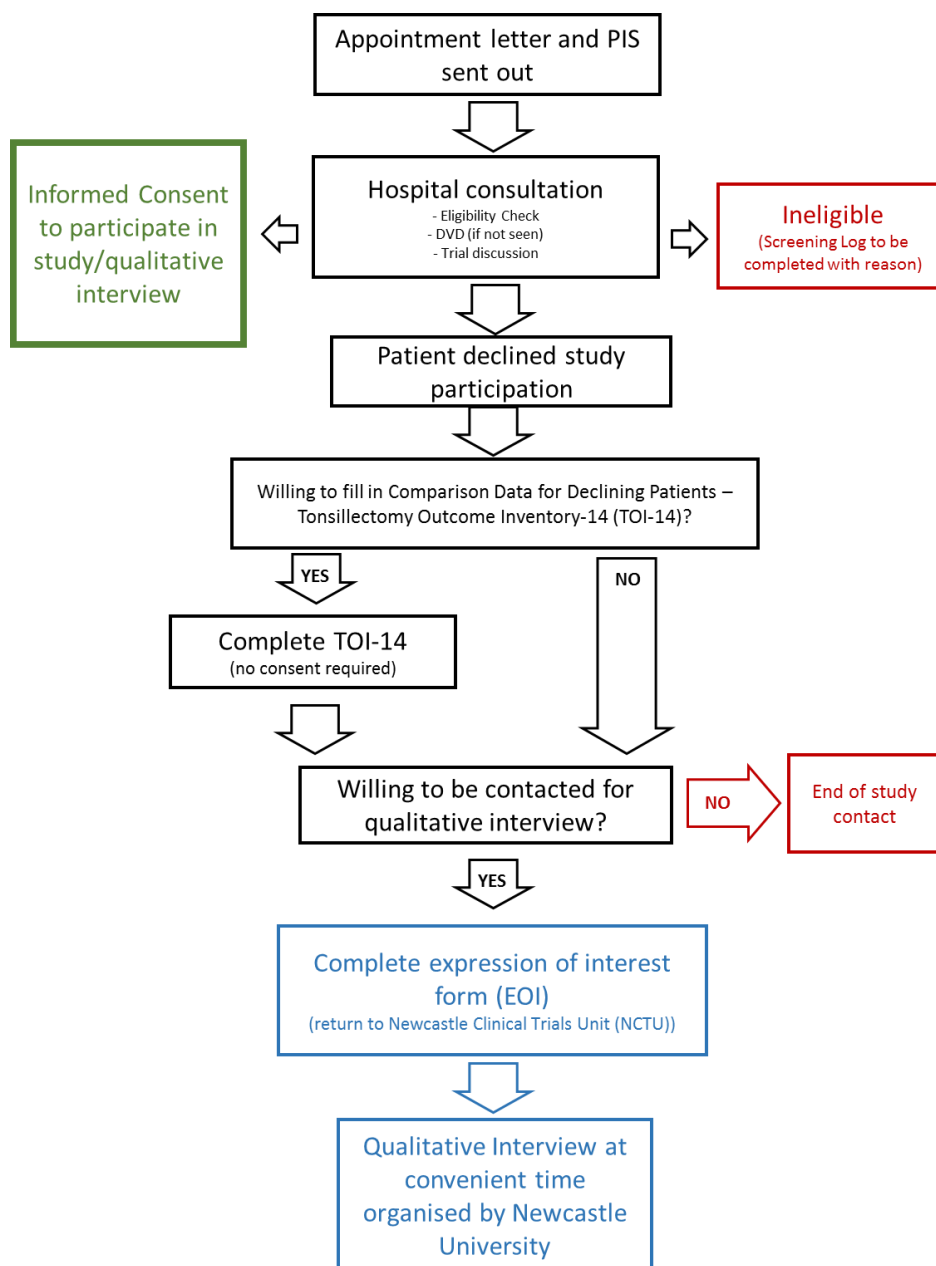 Appointment letter and PIS
sent out
Informed Consent
to participate in
study/qualitative
interview
Hospital consultation
- Eligibility Check
- DVD (if not seen)
- Trial discussion
Ineligible
(Screening Log to be
completed with reason)
Patient declined study
participation
Willing to fill in Comparison Data for Declining Patients –
Tonsillectomy Outcome Inventory-14 (TOI-14)?
YES
NO
Complete TOI-14
(no consent required)
Willing to be contacted for
qualitative interview?
NO
End of study
contact
YES
Complete expression of interest
form (EOI)
(return to Newcastle Clinical Trials Unit (NCTU))
Qualitative Interview at
convenient time
organised by Newcastle
University